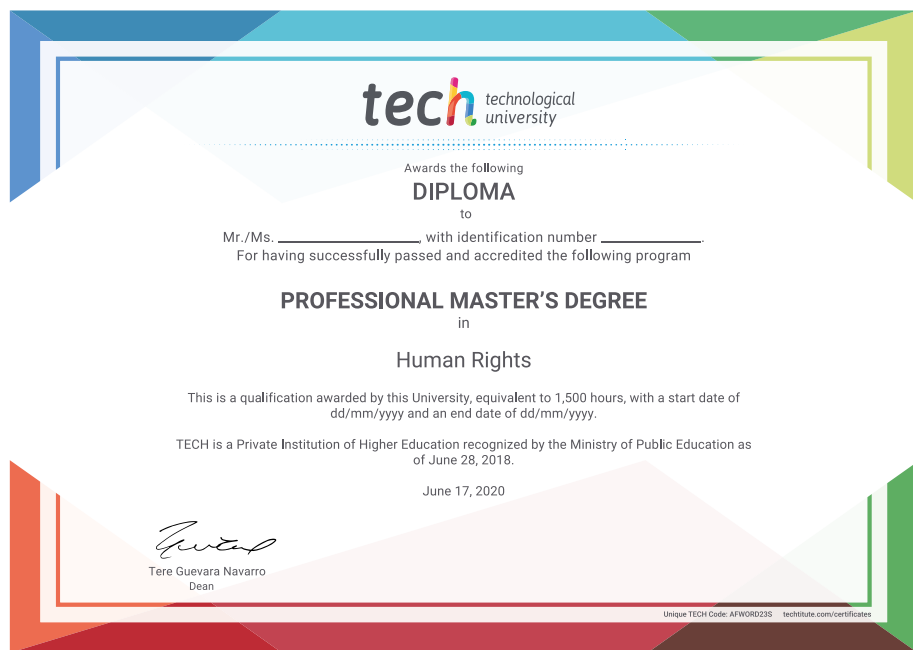 tech technological
university
Awards the following
DIPLOMA
to
Mr./Ms. ____________________, with identification number ______________.
For having successfully passed and accredited the following program
PROFESSIONAL MASTER'S DEGREE
in
Human Rights
This is a qualification awarded by this University, equivalent to 1,500 hours, with a start date of
dd/mm/yyyy and an end date of dd/mm/yyyy.
TECH is a Private Institution of Higher Education recognized by the Ministry of Public Education as
of June 28, 2018.
June 17, 2020
Tere Guevara Navarro
Dean
Unique TECH Code: AFWORD23S techtitute.com/certificates